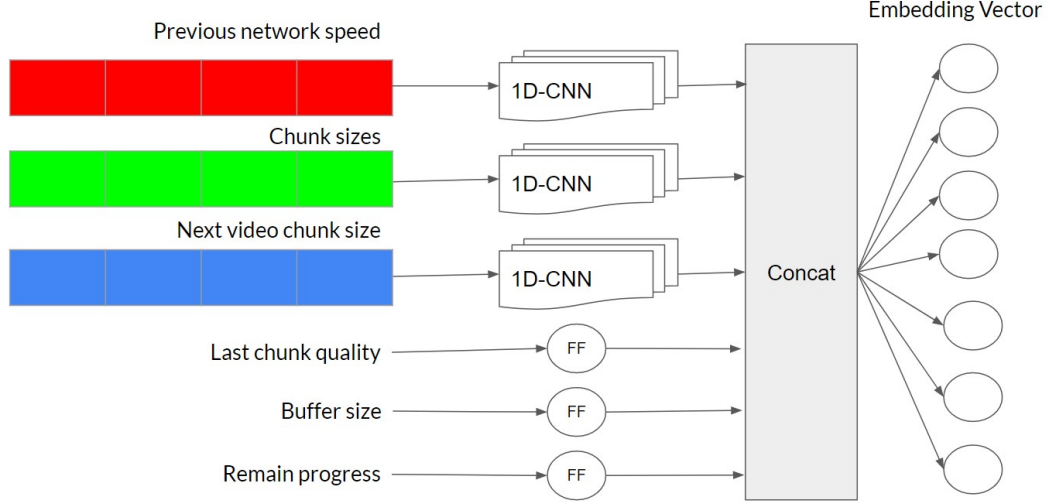 Embedding Vector
Previous network speed
1D-CNN
Chunk sizes
1D-CNN
Next video chunk size
1D-CNN
Concat
Last chunk quality
FF
Buffer size
FF
Remain progress
FF